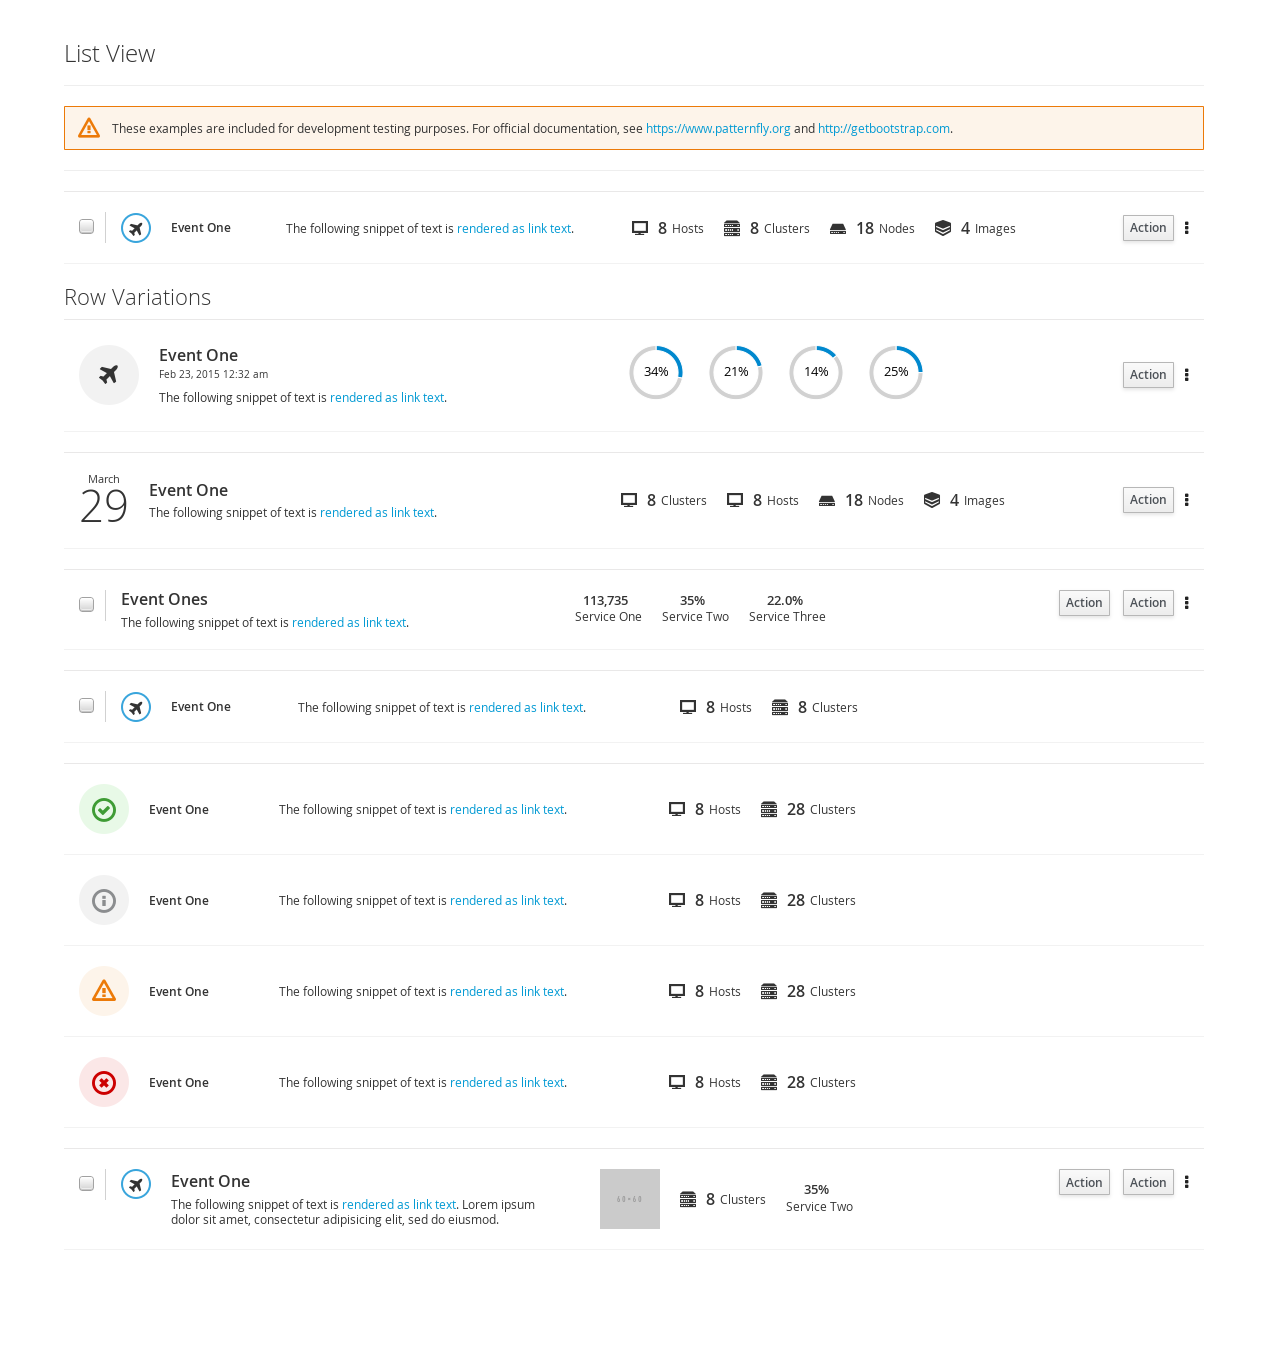 List View
These examples are included for development testing purposes. For official documentation, see https://www.patternfly.org and http://getbootstrap.com.
Event One The following snippet of text is rendered as link text. 8 Hosts 8 Clusters 18 Nodes 4 Images Action
Row Variations
Event One
Feb 23, 2015 12:32 am
The following snippet of text is rendered as link text.
34% 21% 14% 25% Action
March
29
Event One
The following snippet of text is rendered as link text.
8 Clusters 8 Hosts 18 Nodes 4 Images Action
Event Ones
The following snippet of text is rendered as link text.
113,735 35% 22.0%
Service One Service Two Service Three
Action Action
Event One The following snippet of text is rendered as link text. 8 Hosts 8 Clusters
Event One The following snippet of text is rendered as link text. 8 Hosts 28 Clusters
Event One The following snippet of text is rendered as link text. 8 Hosts 28 Clusters
Event One The following snippet of text is rendered as link text. 8 Hosts 28 Clusters
Event One The following snippet of text is rendered as link text. 8 Hosts 28 Clusters
Event One
The following snippet of text is rendered as link text. Lorem ipsum
dolor sit amet, consectetur adipisicing elit, sed do eiusmod.
60×60
8 Clusters
35%
Service Two
Action Action